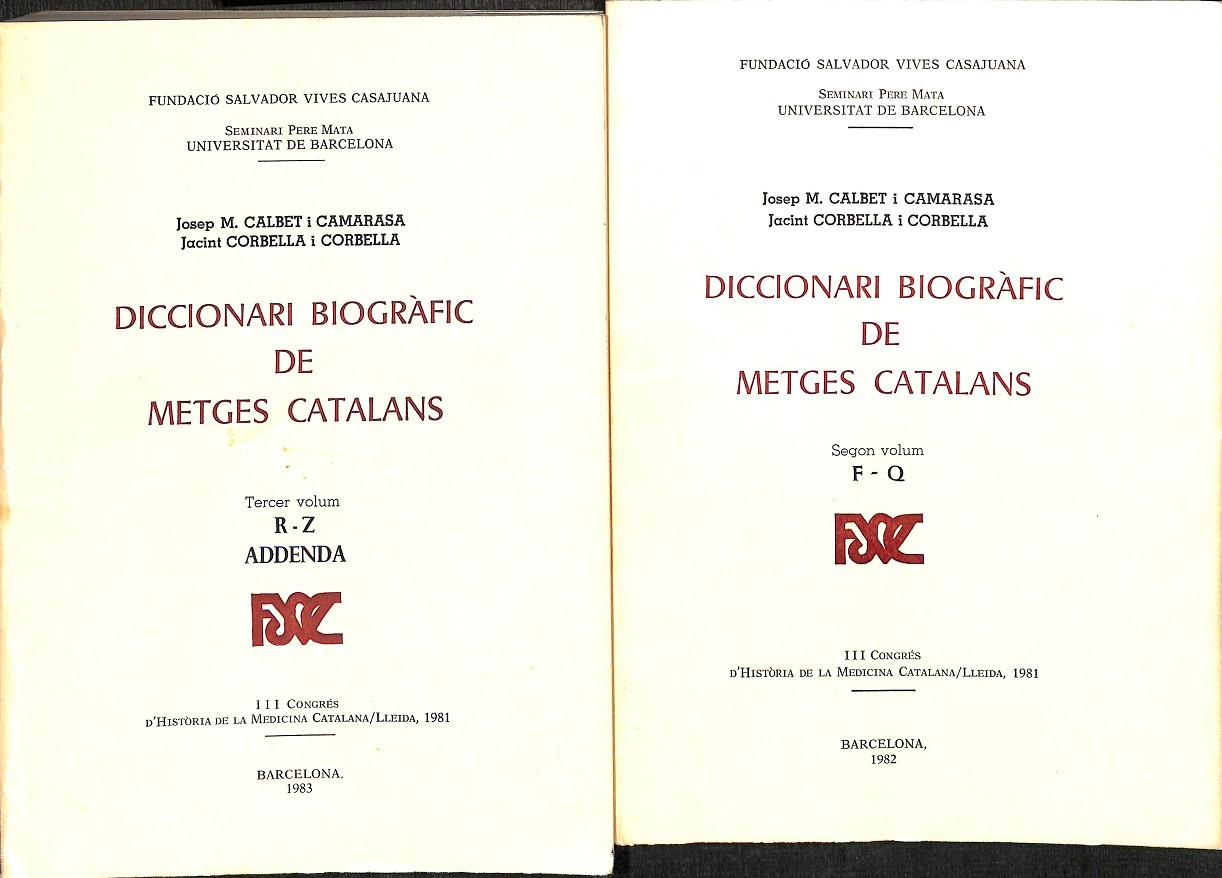 FUNDACIÓ SALVADOR VIVES CASAJUANA
SEMINARI PERE MATA
UNIVERSITAT DE BARCELONA
Josep M. CALBET i CAMARASA
Jacint CORBELLA i CORBELLA
DICCIONARI BIOGRÀFIC
DE
METGES CATALANS
Tercer volum
R - Z
ADDENDA
III CONGRÉS
D'HISTÒRIA DE LA MEDICINA CATALANA/LLEIDA, 1981
BARCELONA,
1983
FUNDACIÓ SALVADOR VIVES CASAJUANA
SEMINARI PERE MATA
UNIVERSITAT DE BARCELONA
Josep M. CALBET i CAMARASA
Jacint CORBELLA i CORBELLA
DICCIONARI BIOGRÀFIC
DE
METGES CATALANS
Segon volum
F - Q
III CONGRÉS
D'HISTÒRIA DE LA MEDICINA CATALANA/LLEIDA, 1981
BARCELONA,
1982